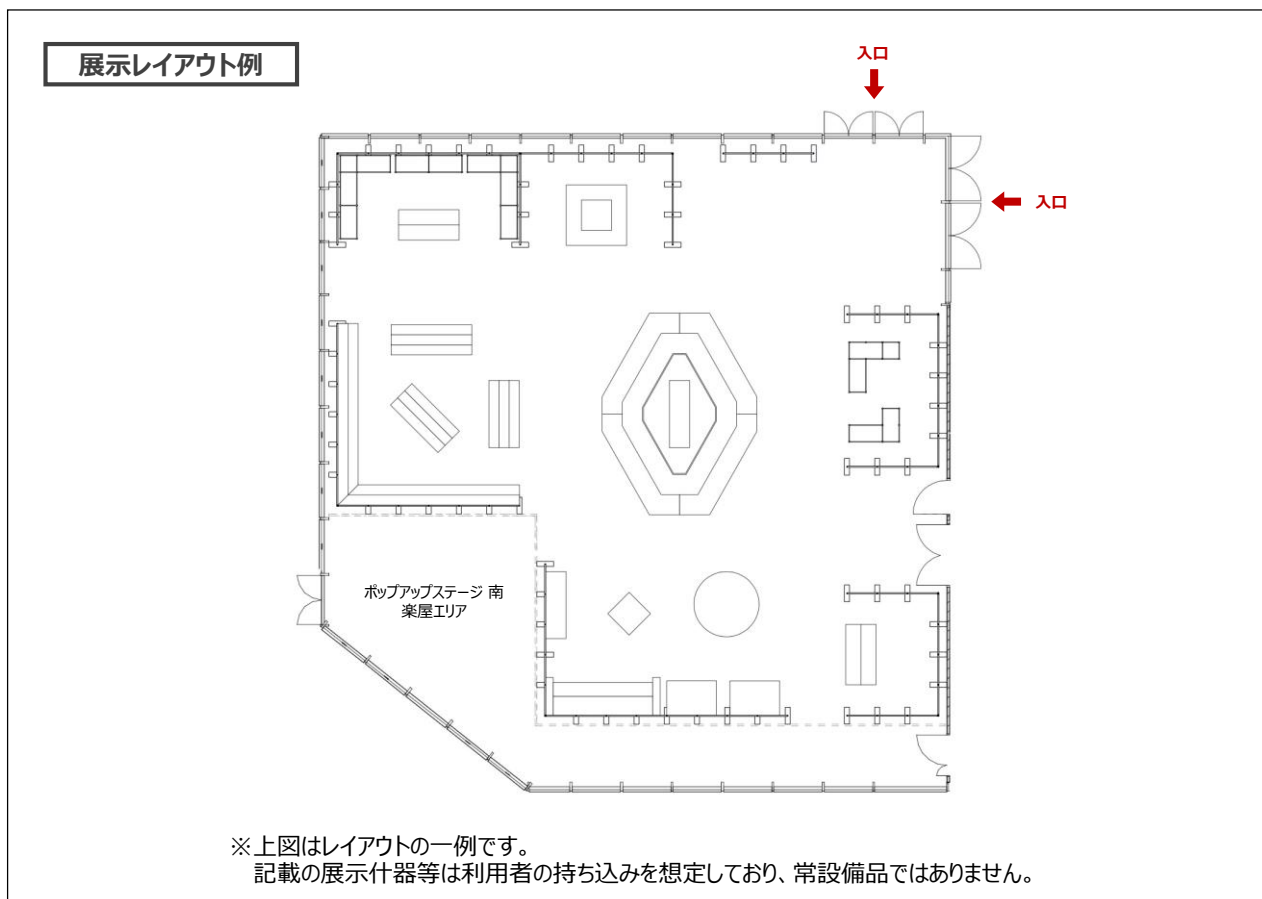 展示レイアウト例
入口
入口
ポップアップステージ 南
楽屋エリア
※上図はレイアウトの一例です。
記載の展示什器等は利用者の持ち込みを想定しており、常設備品ではありません。